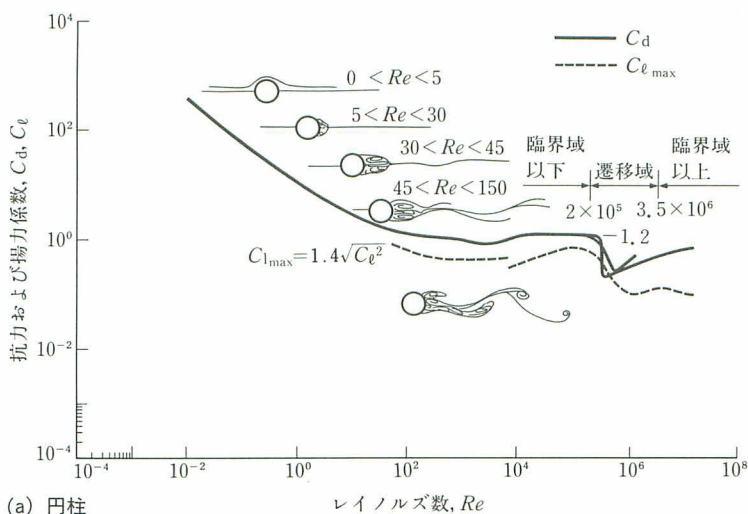 C_d
C_ℓ max
0 < Re < 5
5 < Re < 30
30 < Re < 45
45 < Re < 150
臨界域以下
遷移域
臨界域以上
2×10⁵
3.5×10⁶
−1.2
C_1max=1.4√C_ℓ²
抗力および揚力係数, C_d, C_ℓ
10⁴
10²
10⁰
10⁻²
10⁻⁴
10⁻⁴
10⁻²
10⁰
10²
10⁴
10⁶
10⁸
(a) 円柱
レイノルズ数, Re